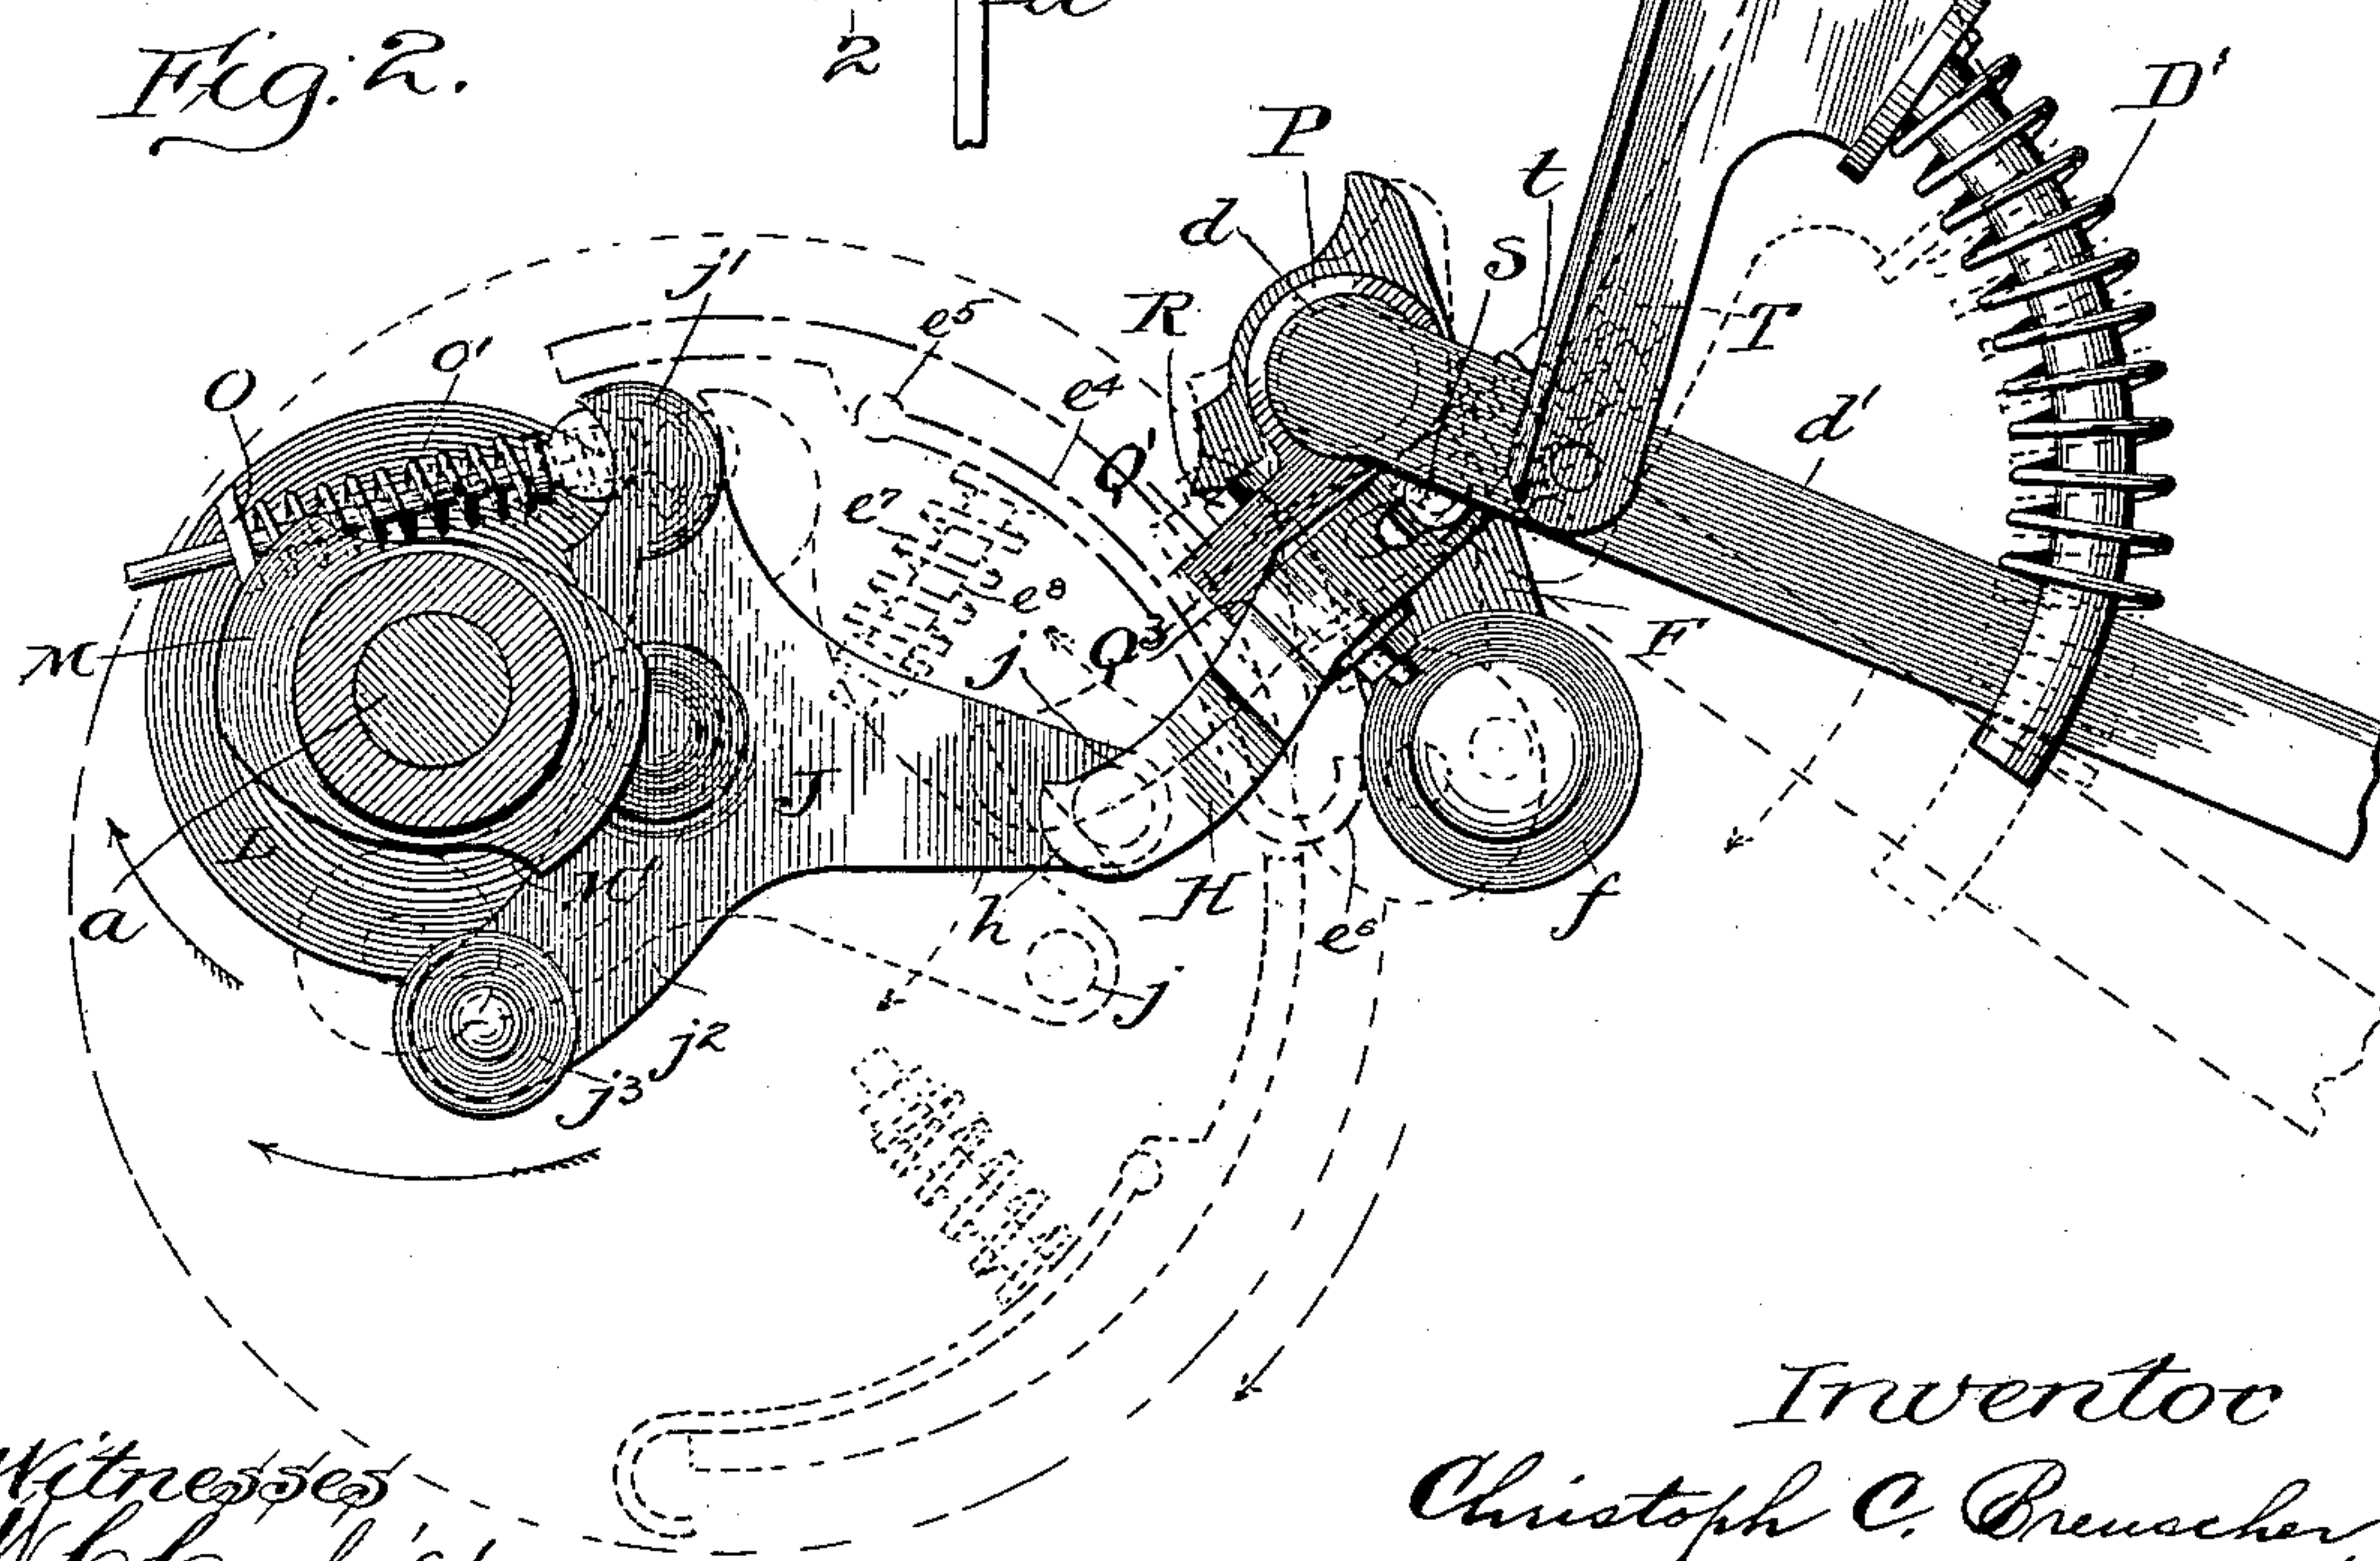 Fig. 2.
2
P
D'
t
d
S
j'
R
e⁵
T
o'
O
e⁴
d'
Q'
e⁷
e⁸
M
Q³
F
j
J
L
M'
H
a
h
f
e⁶
j
j²
j³
Inventor
Witnesses
Christoph C. Breuscher